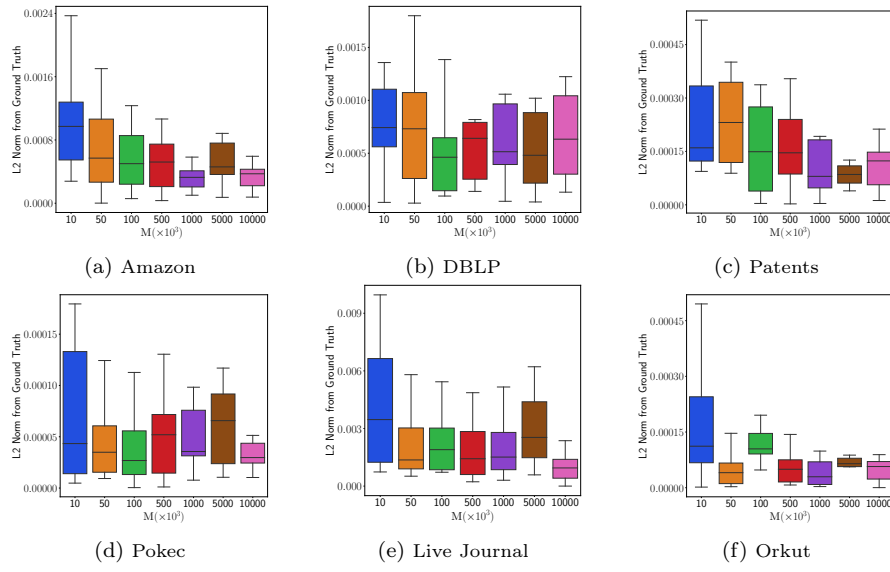 L2 Norm from Ground Truth
0.0024
0.0016
0.0008
0.0000
10 50 100 500 1000 5000 10000
M(×10³)
(a) Amazon
L2 Norm from Ground Truth
0.0015
0.0010
0.0005
0.0000
10 50 100 500 1000 5000 10000
M(×10³)
(b) DBLP
L2 Norm from Ground Truth
0.00045
0.00030
0.00015
0.00000
10 50 100 500 1000 5000 10000
M(×10³)
(c) Patents
L2 Norm from Ground Truth
0.00015
0.00010
0.00005
0.00000
10 50 100 500 1000 5000 10000
M(×10³)
(d) Pokec
L2 Norm from Ground Truth
0.009
0.006
0.003
0.000
10 50 100 500 1000 5000 10000
M(×10³)
(e) Live Journal
L2 Norm from Ground Truth
0.00045
0.00030
0.00015
0.00000
10 50 100 500 1000 5000 10000
M(×10³)
(f) Orkut